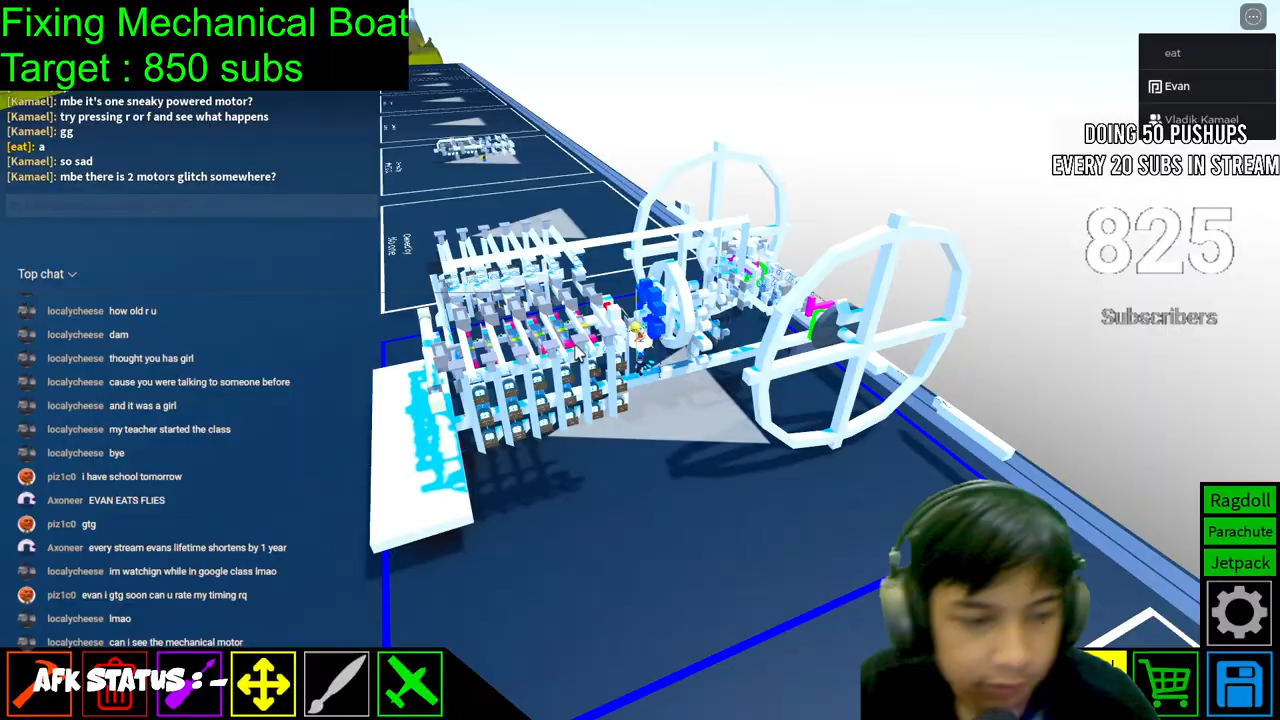 Fixing Mechanical Boat
Target : 850 subs
[Kamael]: mbe it's one sneaky powered motor?
[Kamael]: try pressing r or f and see what happens
[Kamael]: gg
[eat]: a
[Kamael]: so sad
[Kamael]: mbe there is 2 motors glitch somewhere?
eat
Evan
Vladik Kamael
DOING 50 PUSHUPS
EVERY 20 SUBS IN STREAM
825
Subscribers
Top chat
localycheese how old r u
localycheese dam
localycheese thought you has girl
localycheese cause you were talking to someone before
localycheese and it was a girl
localycheese my teacher started the class
localycheese bye
piz1c0 i have school tomorrow
Axoneer EVAN EATS FLIES
piz1c0 gtg
Axoneer every stream evans lifetime shortens by 1 year
localycheese im watchign while in google class lmao
piz1c0 evan i gtg soon can u rate my timing rq
localycheese lmao
localycheese can i see the mechanical motor
Ragdoll
Parachute
Jetpack
AFK STATUS : -